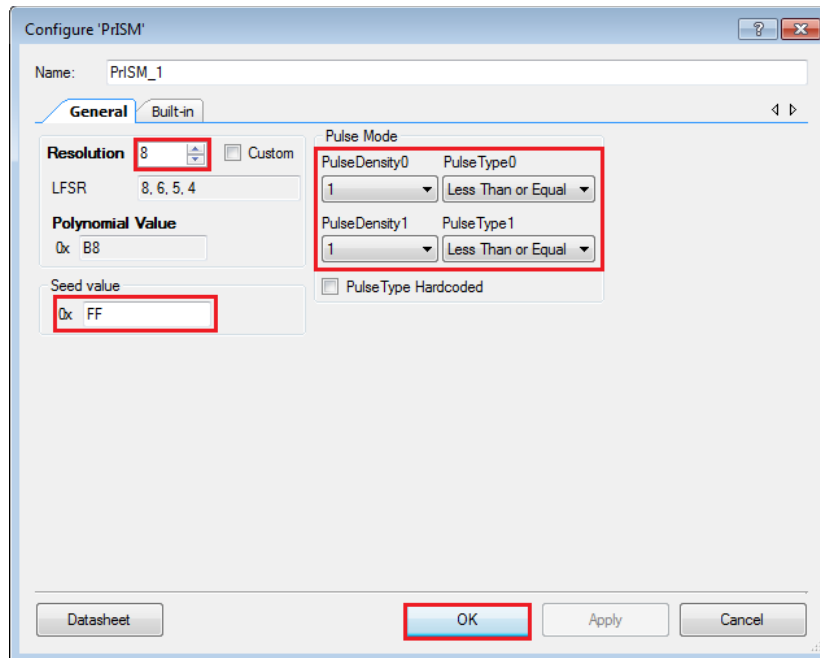 Configure 'PrISM'
Name: PrISM_1
General Built-in
Resolution 8 Custom
LFSR 8, 6, 5, 4
Polynomial Value
0x B8
Seed value
0x FF
Pulse Mode
PulseDensity0 PulseType0
1 Less Than or Equal
PulseDensity1 PulseType1
1 Less Than or Equal
PulseType Hardcoded
Datasheet OK Apply Cancel